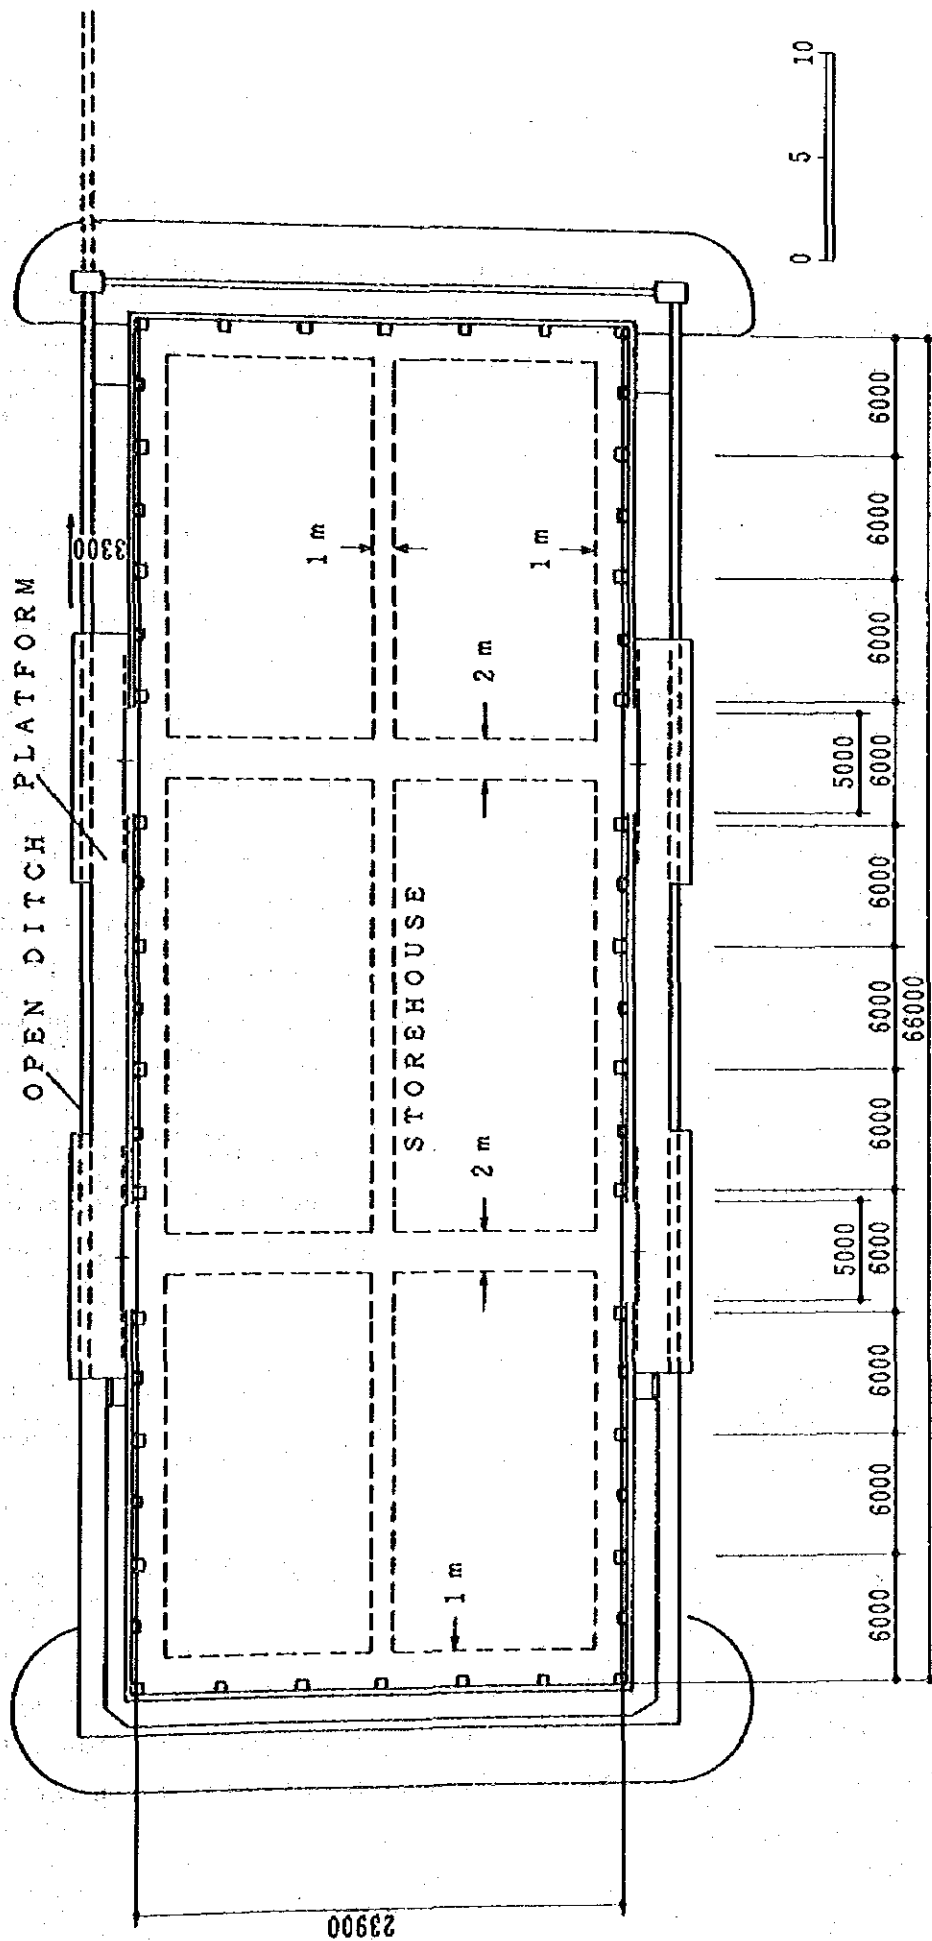 OPEN DITCH PLATFORM
3300
1 m
STOREHOUSE
1 m
2 m
2 m
1 m
23900
5000
5000
6000 6000 6000 6000 6000 6000 6000 6000 6000 6000 6000
66000
0 5 10